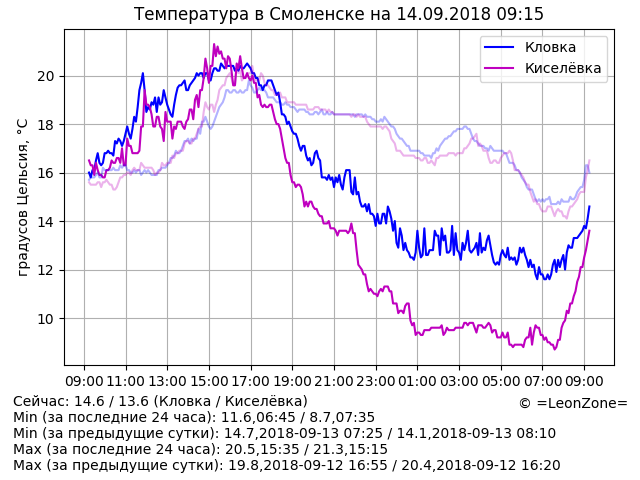 Температура в Смоленске на 14.09.2018 09:15
Кловка
Киселёвка
градусов Цельсия, °C
20
18
16
14
12
10
09:00 11:00 13:00 15:00 17:00 19:00 21:00 23:00 01:00 03:00 05:00 07:00 09:00
Сейчас: 14.6 / 13.6 (Кловка / Киселёвка)
© =LeonZone=
Min (за последние 24 часа): 11.6,06:45 / 8.7,07:35
Min (за предыдущие сутки): 14.7,2018-09-13 07:25 / 14.1,2018-09-13 08:10
Max (за последние 24 часа): 20.5,15:35 / 21.3,15:15
Max (за предыдущие сутки): 19.8,2018-09-12 16:55 / 20.4,2018-09-12 16:20